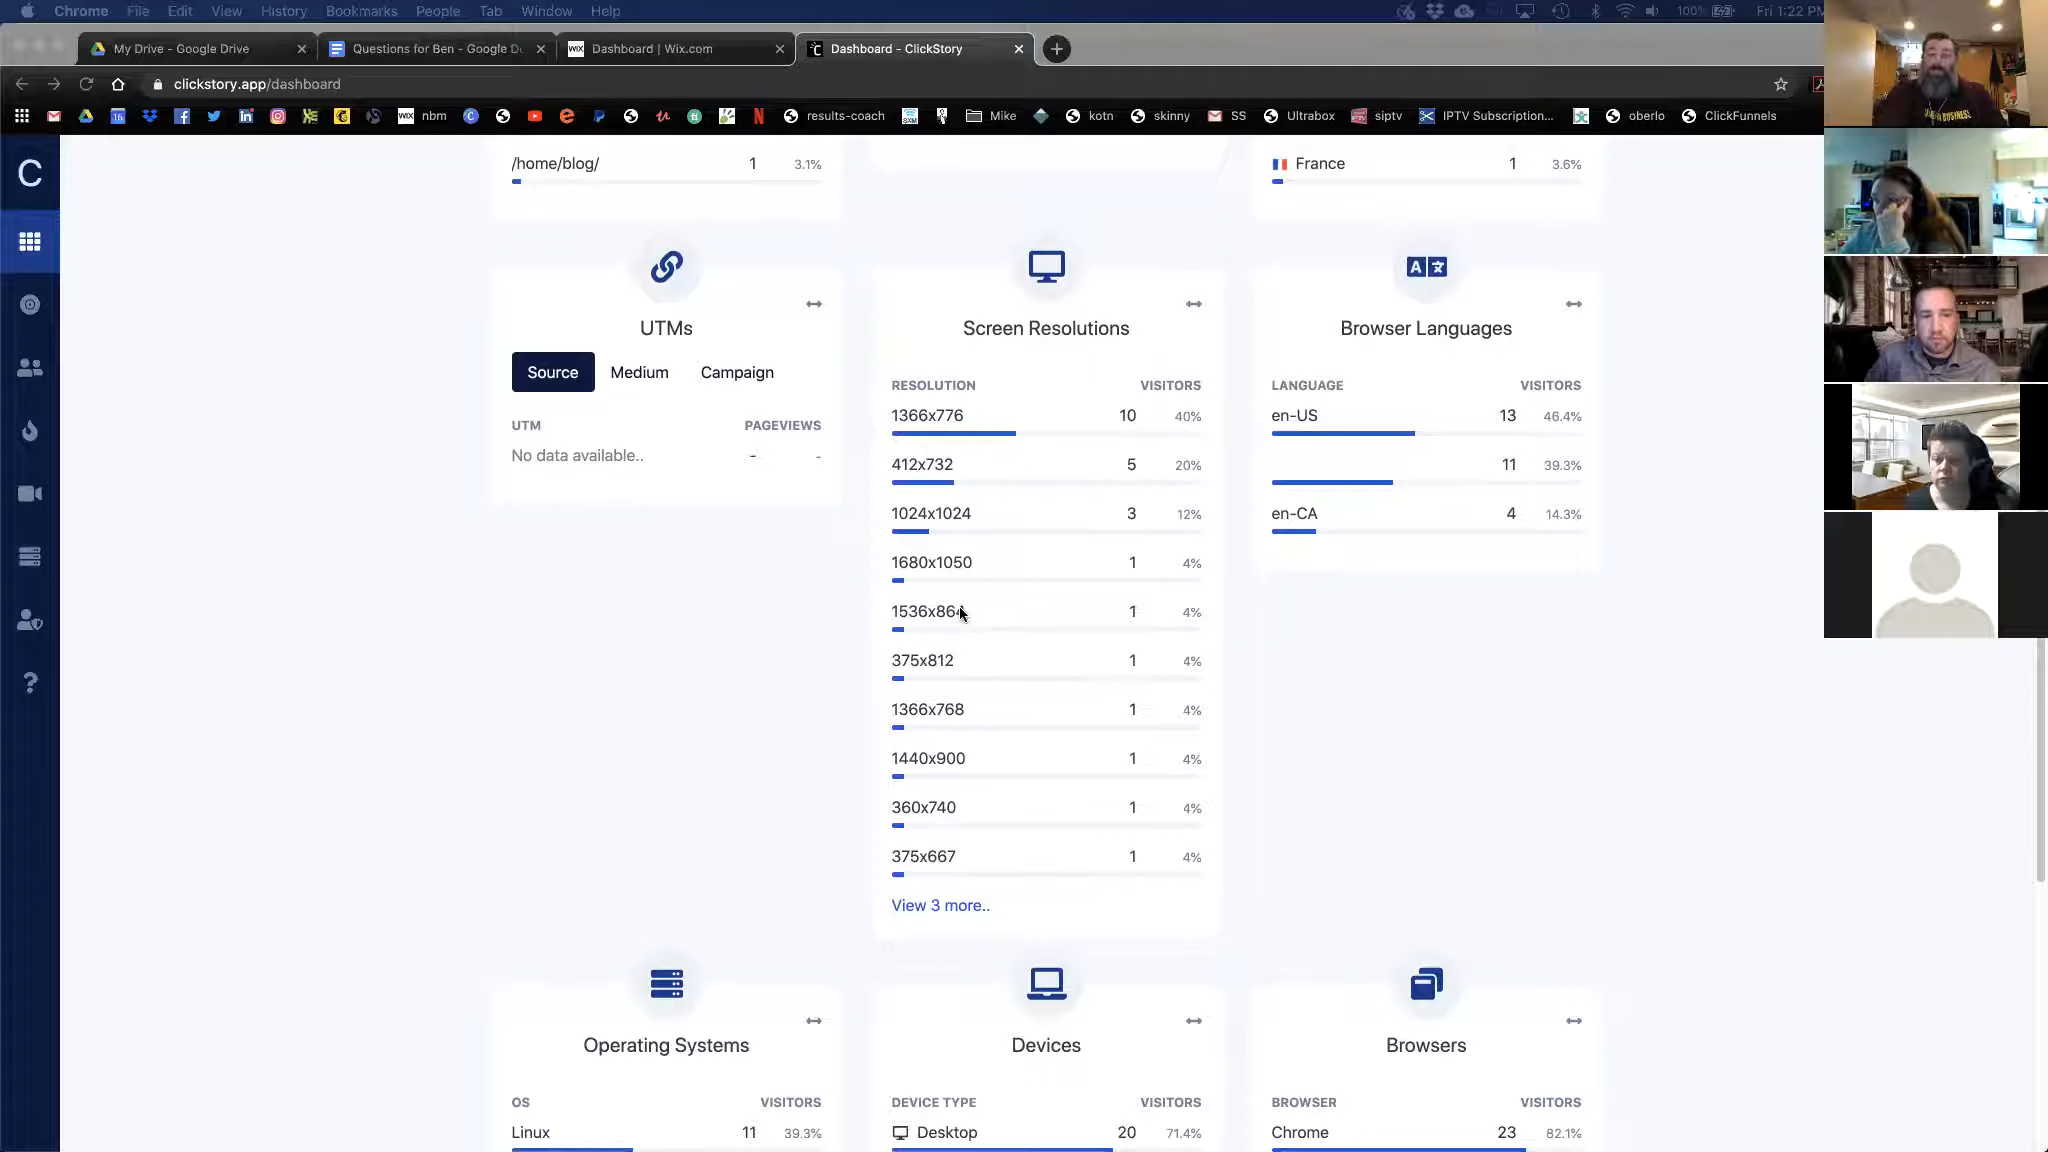 Chrome File Edit View History Bookmarks People Tab Window Help 100% Fri 1:22 PM
My Drive - Google Drive
Questions for Ben - Google D
WIX Dashboard | Wix.com
Dashboard - ClickStory
clickstory.app/dashboard
16 WIX nbm results-coach SXM Mike kotn skinny SS Ultrabox siptv IPTV Subscription... oberlo ClickFunnels
C
/home/blog/ 1 3.1%
France 1 3.6%
UTMs
Source Medium Campaign
UTM PAGEVIEWS
No data available.. - -
Screen Resolutions
RESOLUTION VISITORS
1366x776 10 40%
412x732 5 20%
1024x1024 3 12%
1680x1050 1 4%
1536x864 1 4%
375x812 1 4%
1366x768 1 4%
1440x900 1 4%
360x740 1 4%
375x667 1 4%
View 3 more..
Browser Languages
LANGUAGE VISITORS
en-US 13 46.4%
11 39.3%
en-CA 4 14.3%
?
Operating Systems
OS VISITORS
Linux 11 39.3%
Devices
DEVICE TYPE VISITORS
Desktop 20 71.4%
Browsers
BROWSER VISITORS
Chrome 23 82.1%